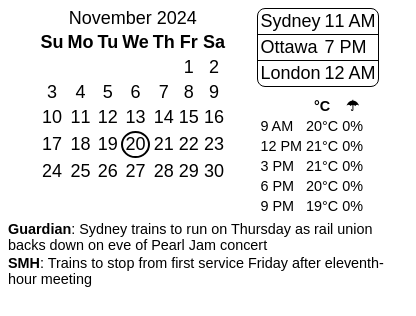 November 2024
Su Mo Tu We Th Fr Sa
1 2
3 4 5 6 7 8 9
10 11 12 13 14 15 16
17 18 19 20 21 22 23
24 25 26 27 28 29 30
Sydney 11 AM
Ottawa 7 PM
London 12 AM
°C ☂
9 AM 20°C 0%
12 PM 21°C 0%
3 PM 21°C 0%
6 PM 20°C 0%
9 PM 19°C 0%
Guardian: Sydney trains to run on Thursday as rail union
backs down on eve of Pearl Jam concert
SMH: Trains to stop from first service Friday after eleventh-
hour meeting